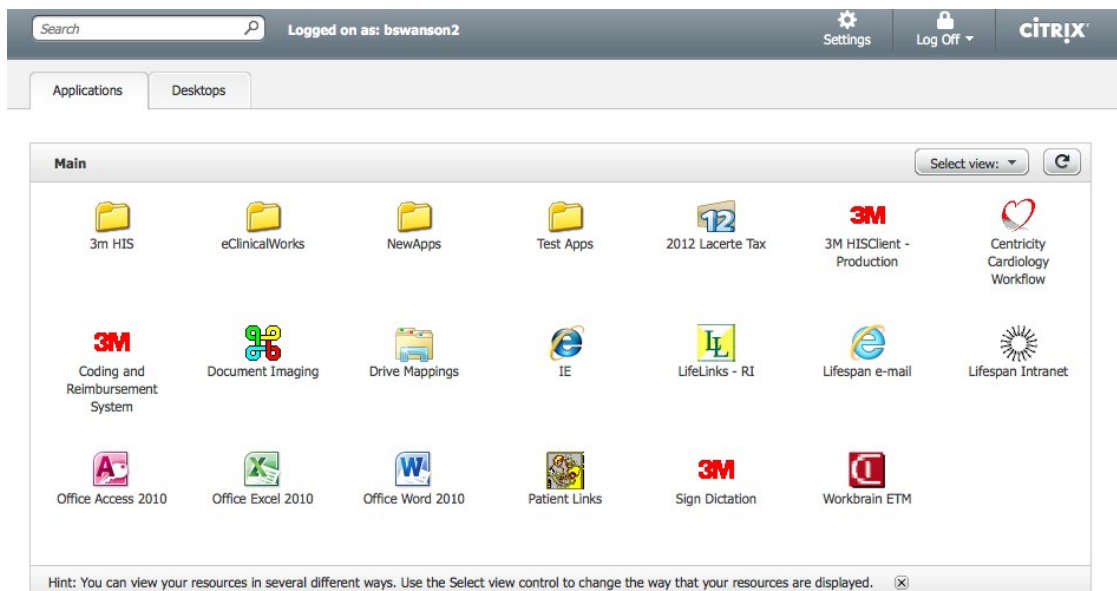 Search
Logged on as: bswanson2
Settings
Log Off
CİTRIX
Applications
Desktops
Main
Select view:
3m HIS
eClinicalWorks
NewApps
Test Apps
12
2012 Lacerte Tax
3M
3M HISClient -
Production
Centricity
Cardiology
Workflow
3M
Coding and
Reimbursement
System
Document Imaging
Drive Mappings
IE
LL
LifeLinks - RI
Lifespan e-mail
Lifespan Intranet
Office Access 2010
Office Excel 2010
Office Word 2010
Patient Links
3M
Sign Dictation
Workbrain ETM
Hint: You can view your resources in several different ways. Use the Select view control to change the way that your resources are displayed.